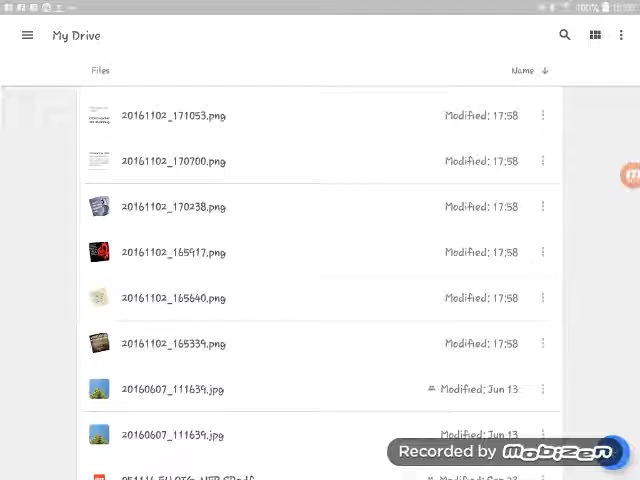 100%
My Drive
Files
Name
20161102_171053.png Modified: 17:58
20161102_170700.png Modified: 17:58
20161102_170238.png Modified: 17:58
20161102_165917.png Modified: 17:58
20161102_165640.png Modified: 17:58
20161102_165339.png Modified: 17:58
20160607_111639.jpg Modified: Jun 13
20160607_111639.jpg Modified: Jun 13
Recorded by mobizen